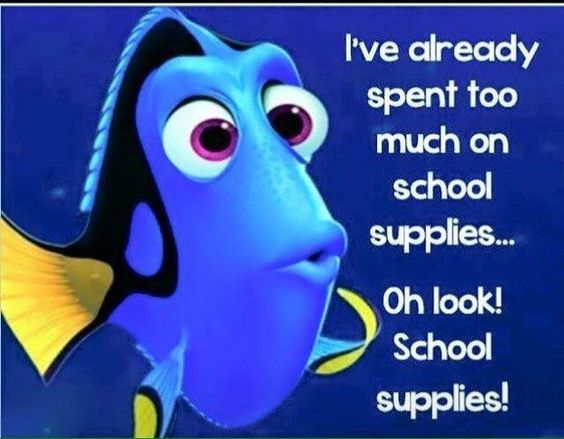 I've already
spent too
much on
school
supplies...
Oh look!
School
supplies!